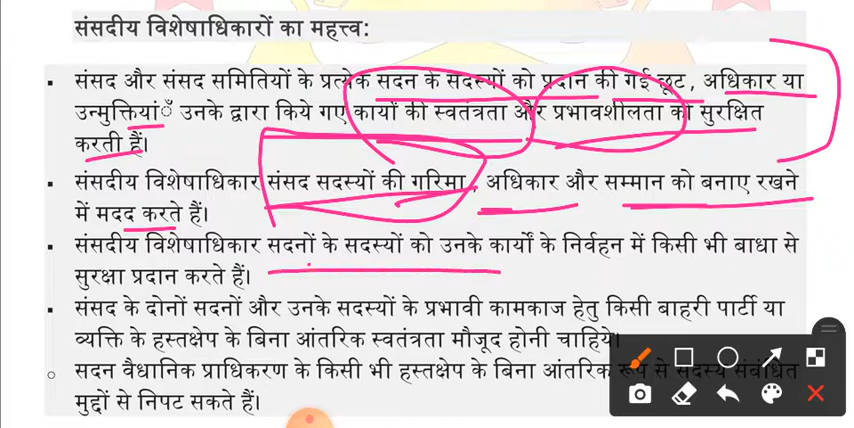 संसदीय विशेषाधिकारों का महत्त्व:
▪ संसद और संसद समितियों के प्रत्येक सदन के सदस्यों को प्रदान की गई छूट, अधिकार या
उन्मुक्तियांँ उनके द्वारा किये गए कार्यों की स्वतंत्रता और प्रभावशीलता को सुरक्षित
करती हैं।
▪ संसदीय विशेषाधिकार संसद सदस्यों की गरिमा, अधिकार और सम्मान को बनाए रखने
में मदद करते हैं।
▪ संसदीय विशेषाधिकार सदनों के सदस्यों को उनके कार्यों के निर्वहन में किसी भी बाधा से
सुरक्षा प्रदान करते हैं।
▪ संसद के दोनों सदनों और उनके सदस्यों के प्रभावी कामकाज हेतु किसी बाहरी पार्टी या
व्यक्ति के हस्तक्षेप के बिना आंतरिक स्वतंत्रता मौजूद होनी चाहिये।
○ सदन वैधानिक प्राधिकरण के किसी भी हस्तक्षेप के बिना आंतरिक रूप से सदस्य संबंधित
मुद्दों से निपट सकते हैं।